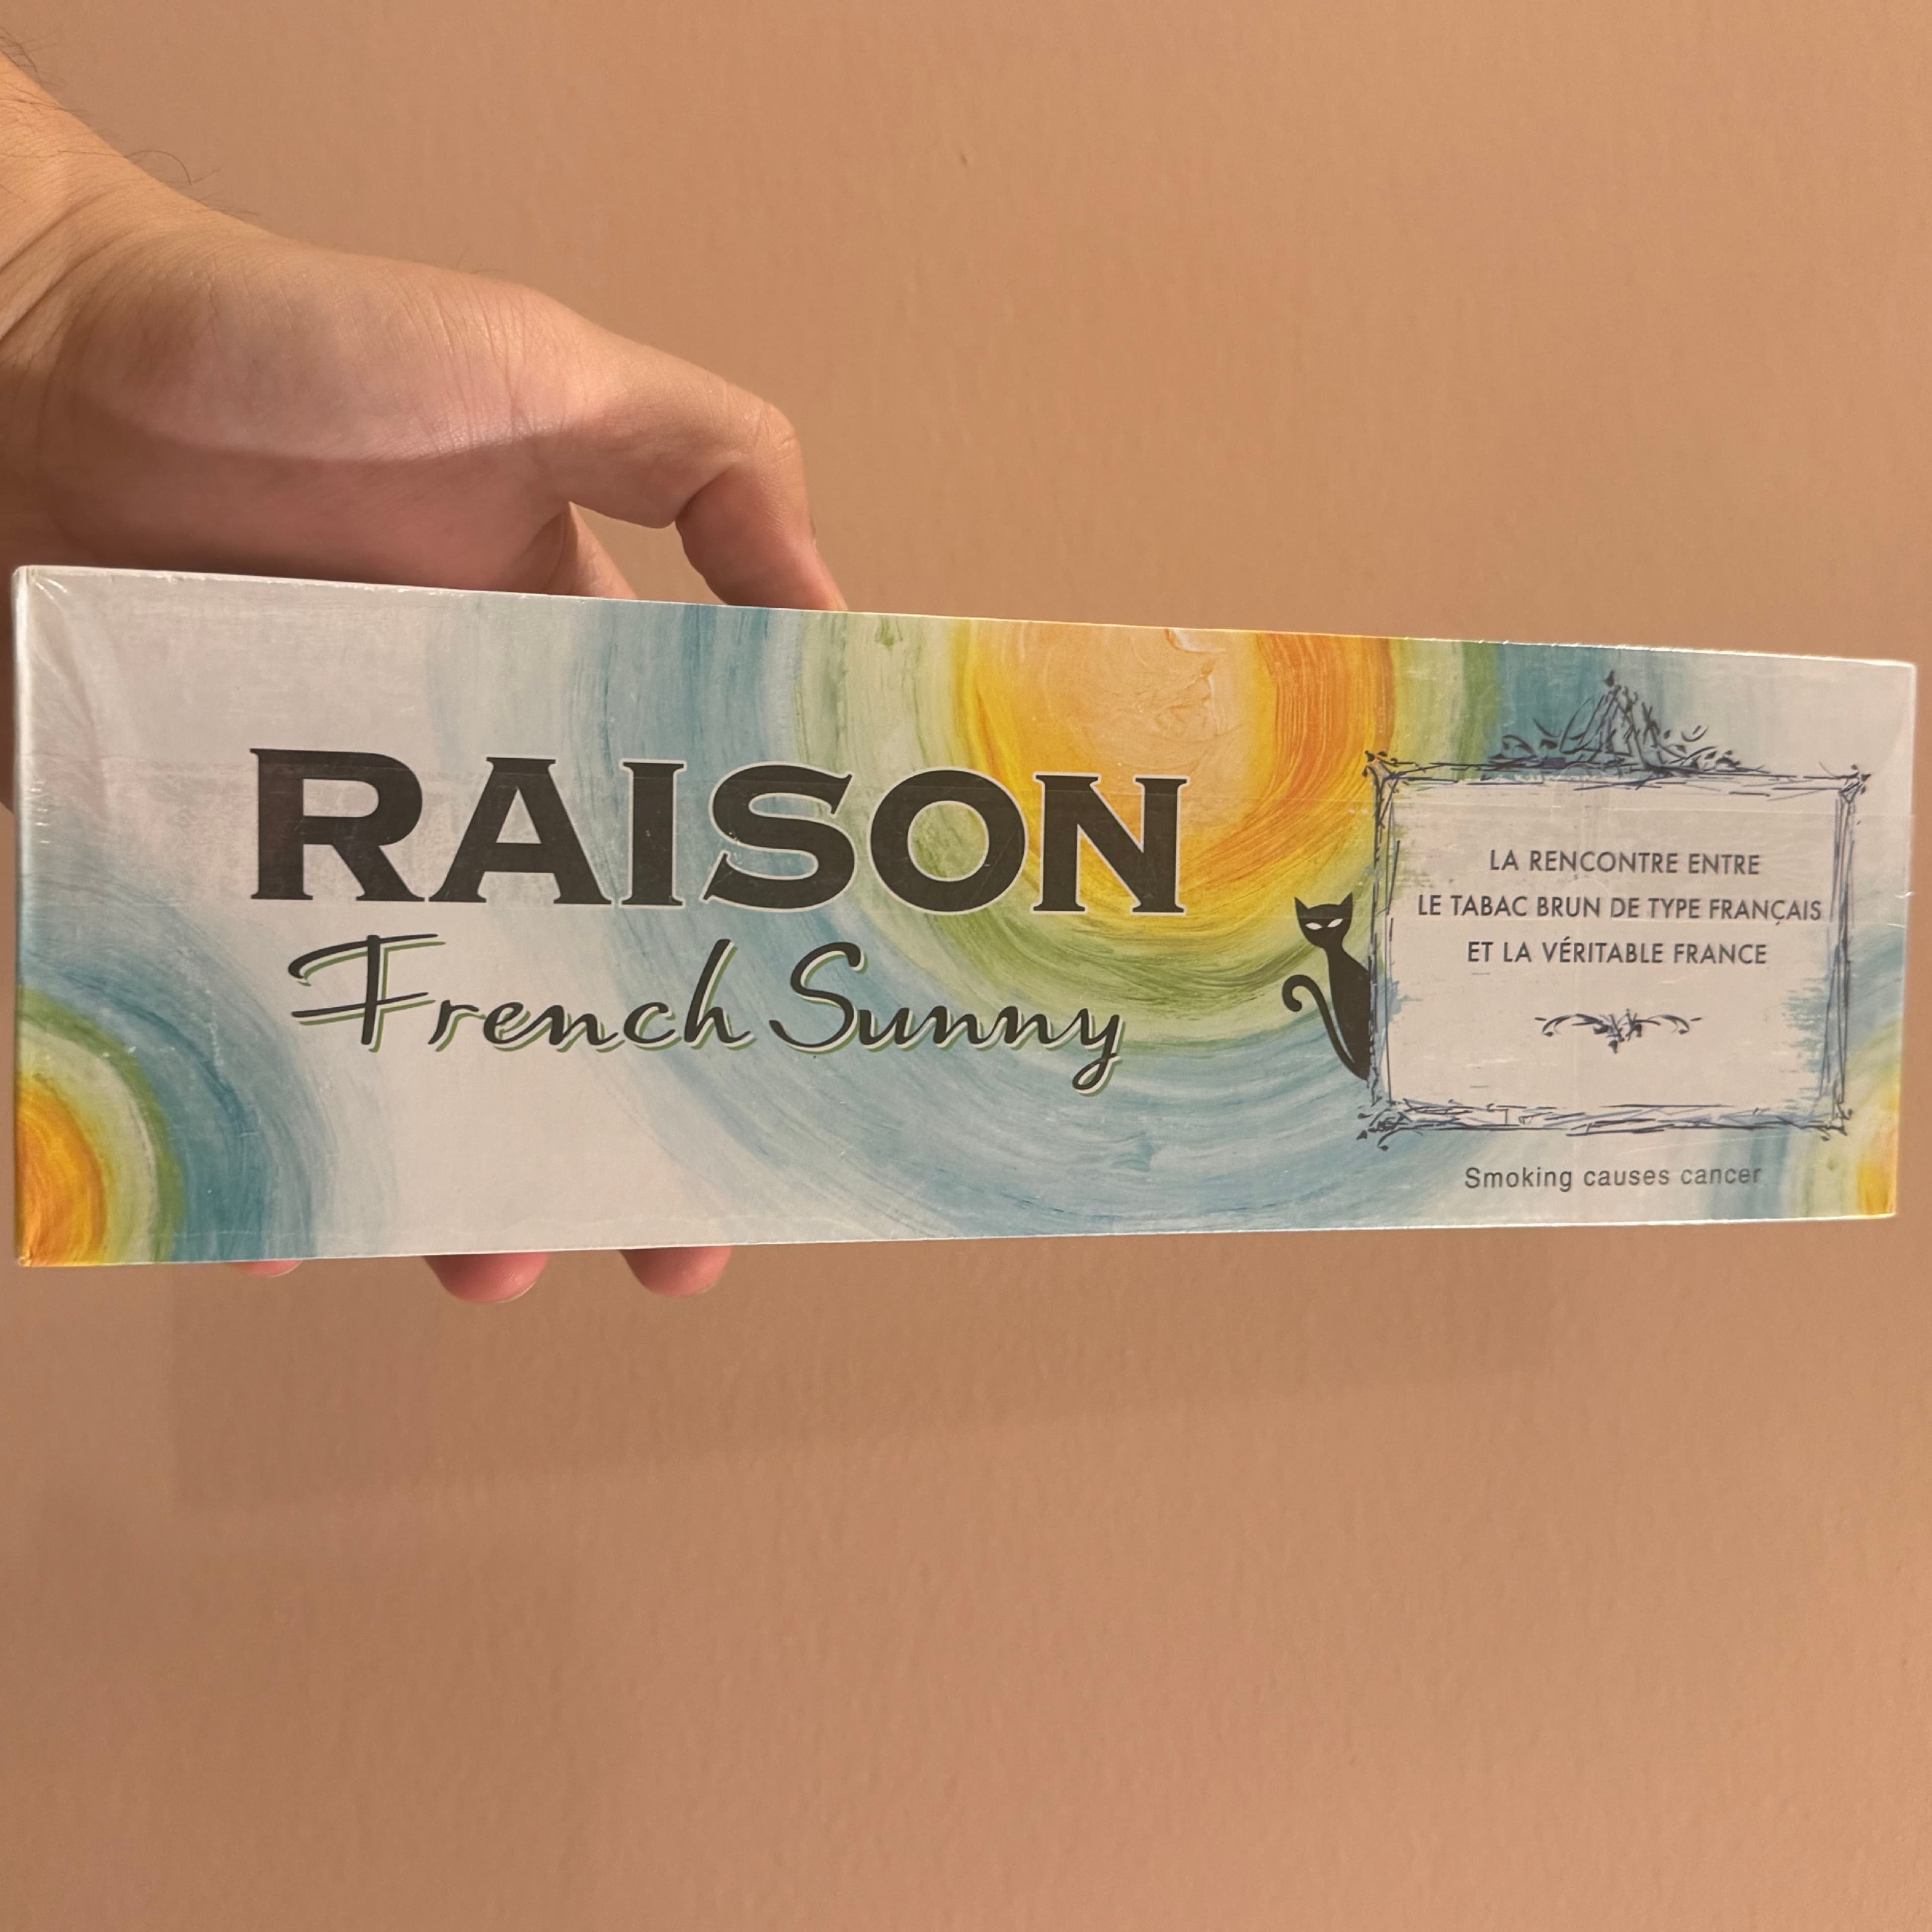 RAISON
French Sunny
LA RENCONTRE ENTRE
LE TABAC BRUN DE TYPE FRANÇAIS
ET LA VÉRITABLE FRANCE
Smoking causes cancer